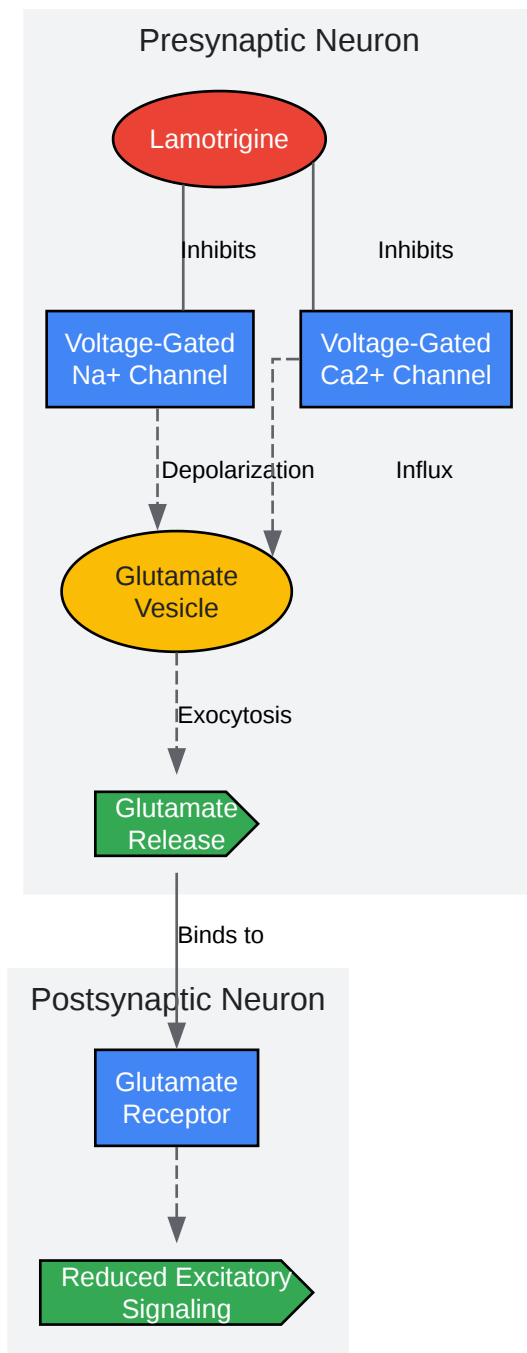 Presynaptic Neuron
Lamotrigine
Inhibits
Inhibits
Voltage-Gated
Na+ Channel
Voltage-Gated
Ca2+ Channel
Depolarization
Influx
Glutamate
Vesicle
Exocytosis
Glutamate
Release
Binds to
Postsynaptic Neuron
Glutamate
Receptor
Reduced Excitatory
Signaling